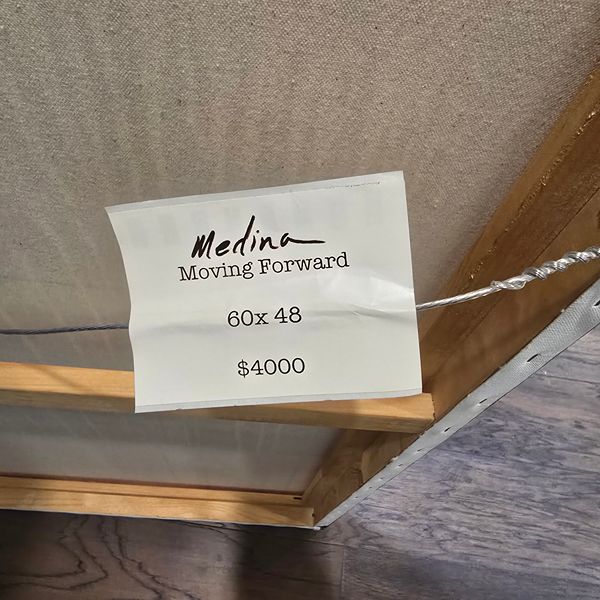 Medina
Moving Forward
60x 48
$4000